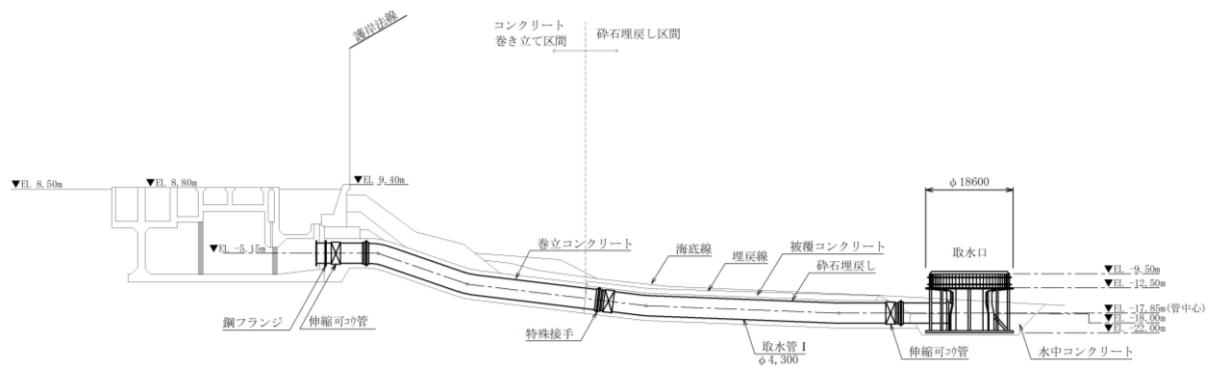 護岸法線
コンクリート
巻き立て区間
砕石埋戻し区間
▼EL 8,50m
▼EL 8,80m
▼EL 9,40m
φ18600
取水口
▼EL -5,15m
巻立コンクリート
海底線
埋戻線
被覆コンクリート
砕石埋戻し
▼EL -9,50m
▼EL -12,50m
▼EL -17,85m(管中心)
▼EL -18,00m
▼EL -22,00m
鋼フランジ
伸縮可ｺｳ管
特殊接手
取水管Ⅰ
φ4,300
伸縮可ｺｳ管
水中コンクリート